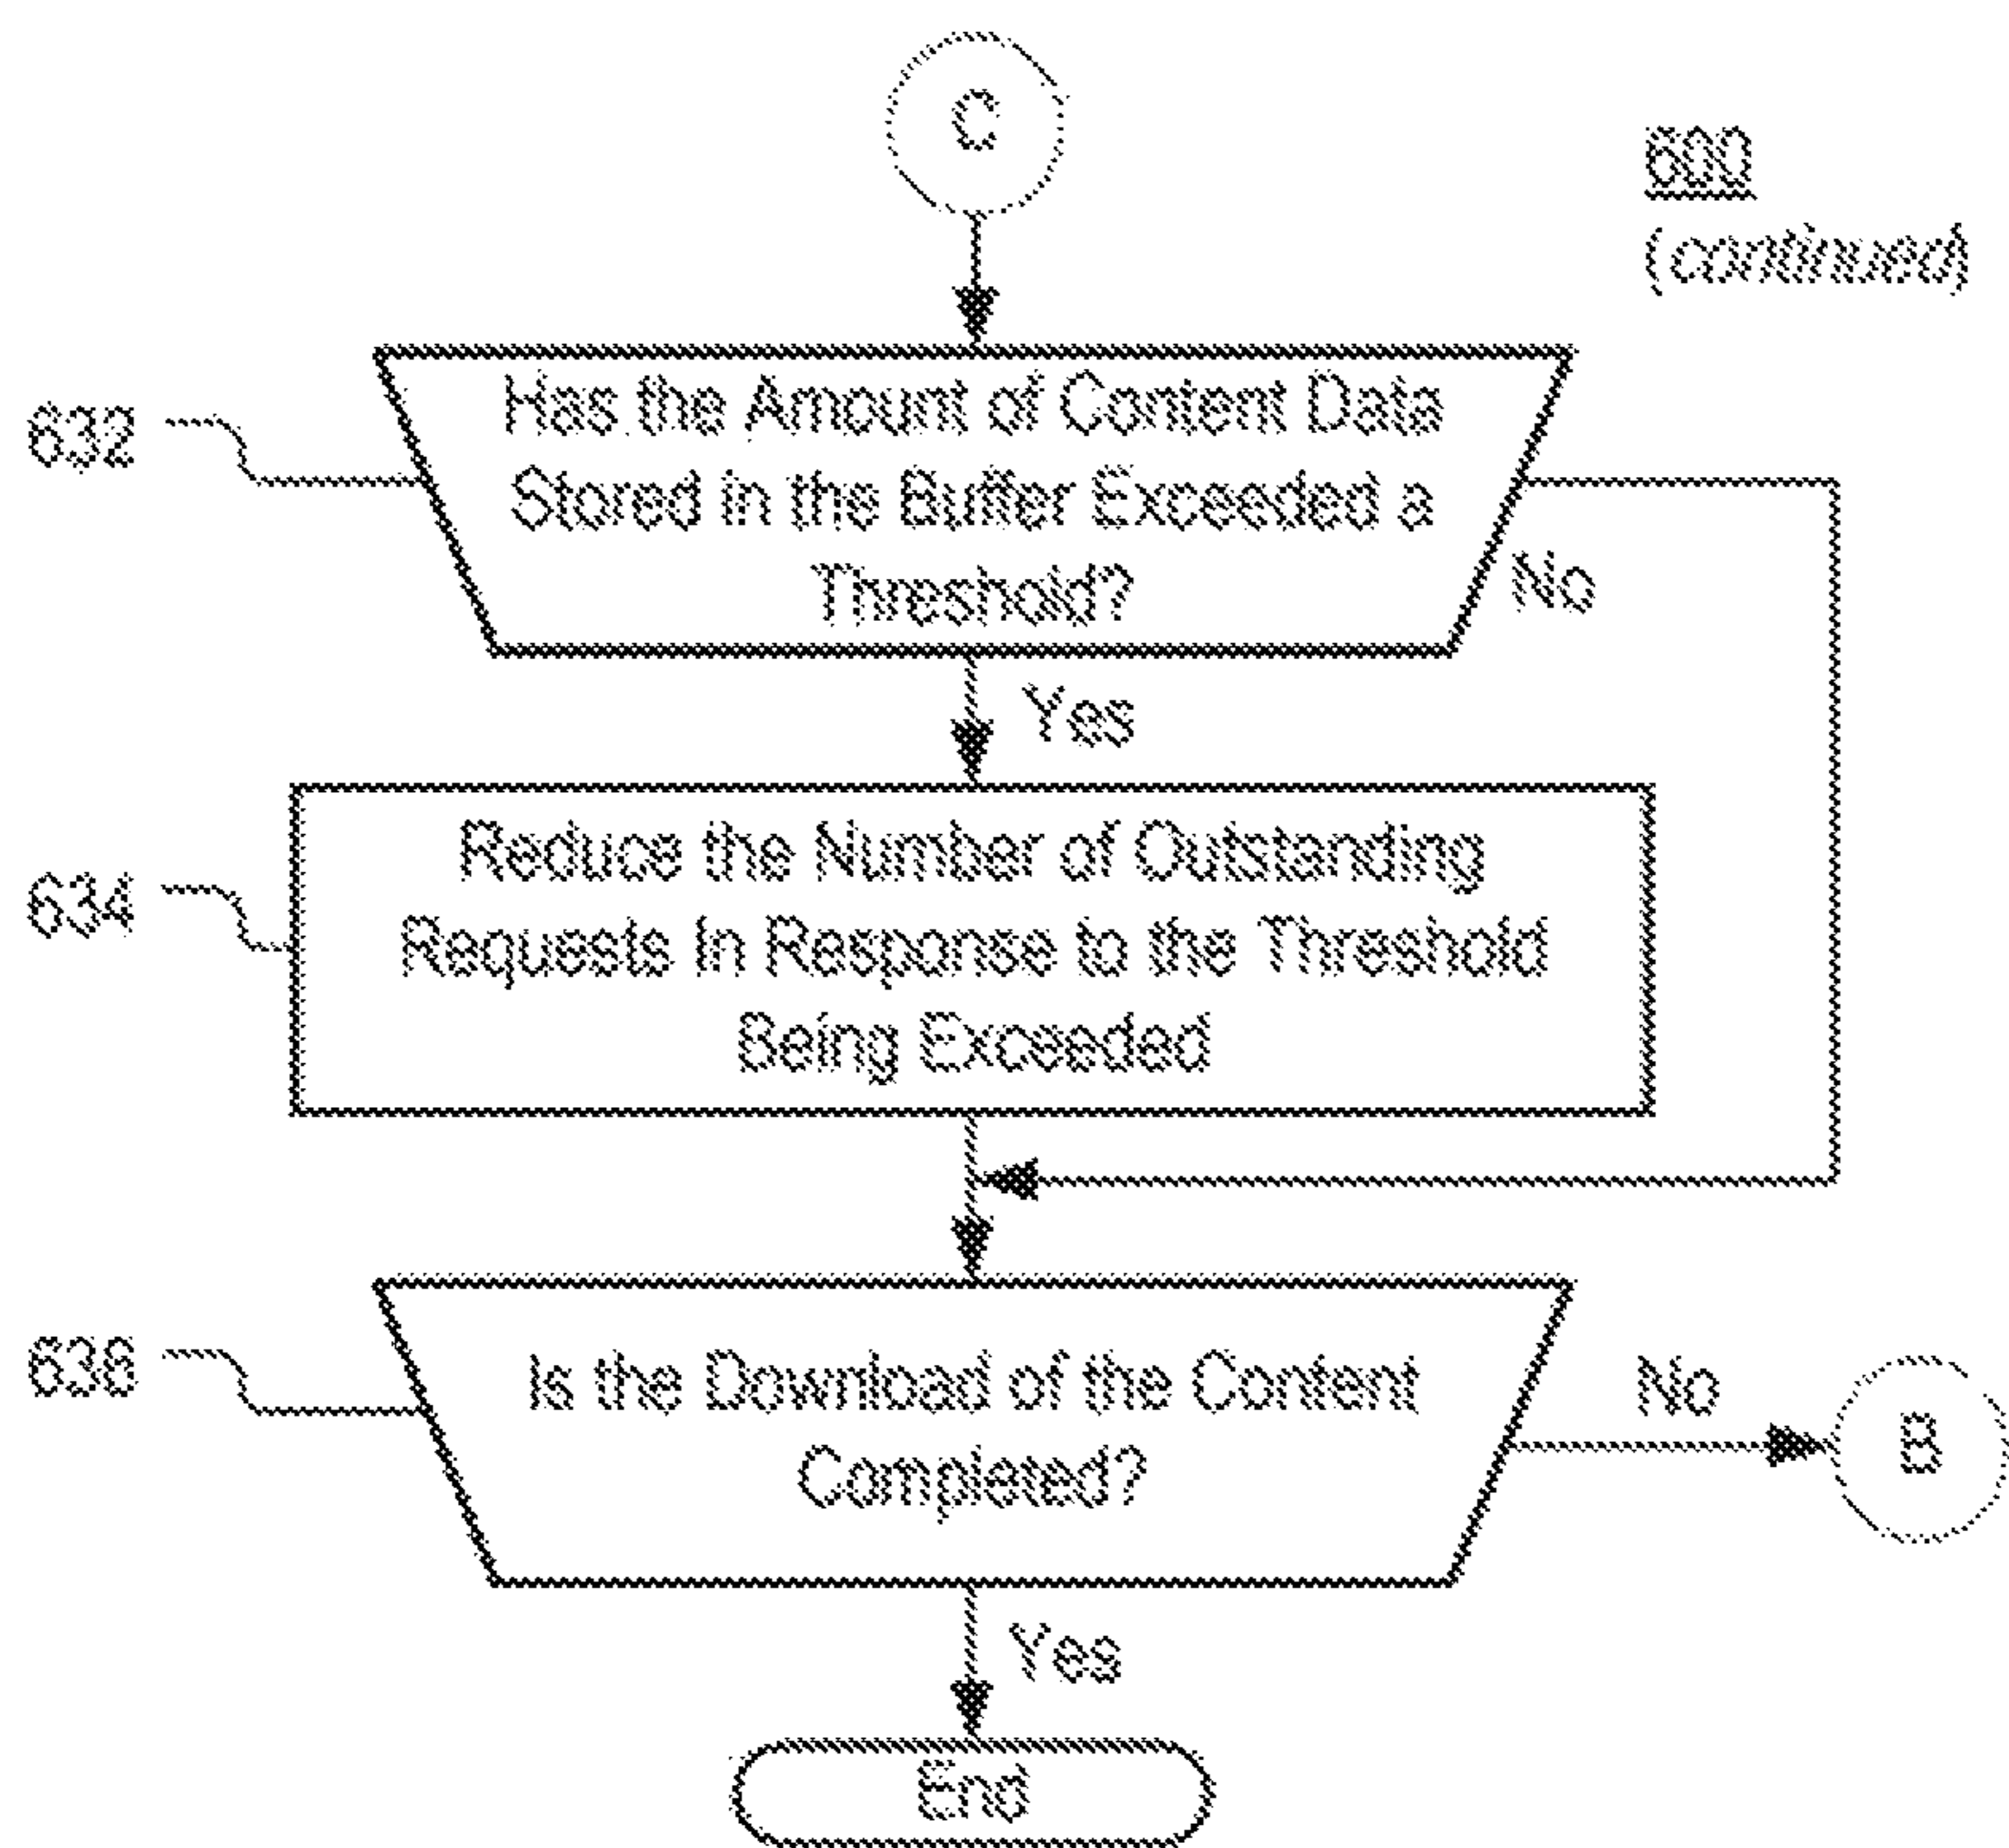 C
600
(continued)
632
Has the Amount of Content Data
Stored in the Buffer Exceeded a
Threshold?
No
Yes
634
Reduce the Number of Outstanding
Requests In Response to the Threshold
Being Exceeded
636
Is the Download of the Content
Completed?
No
B
Yes
End